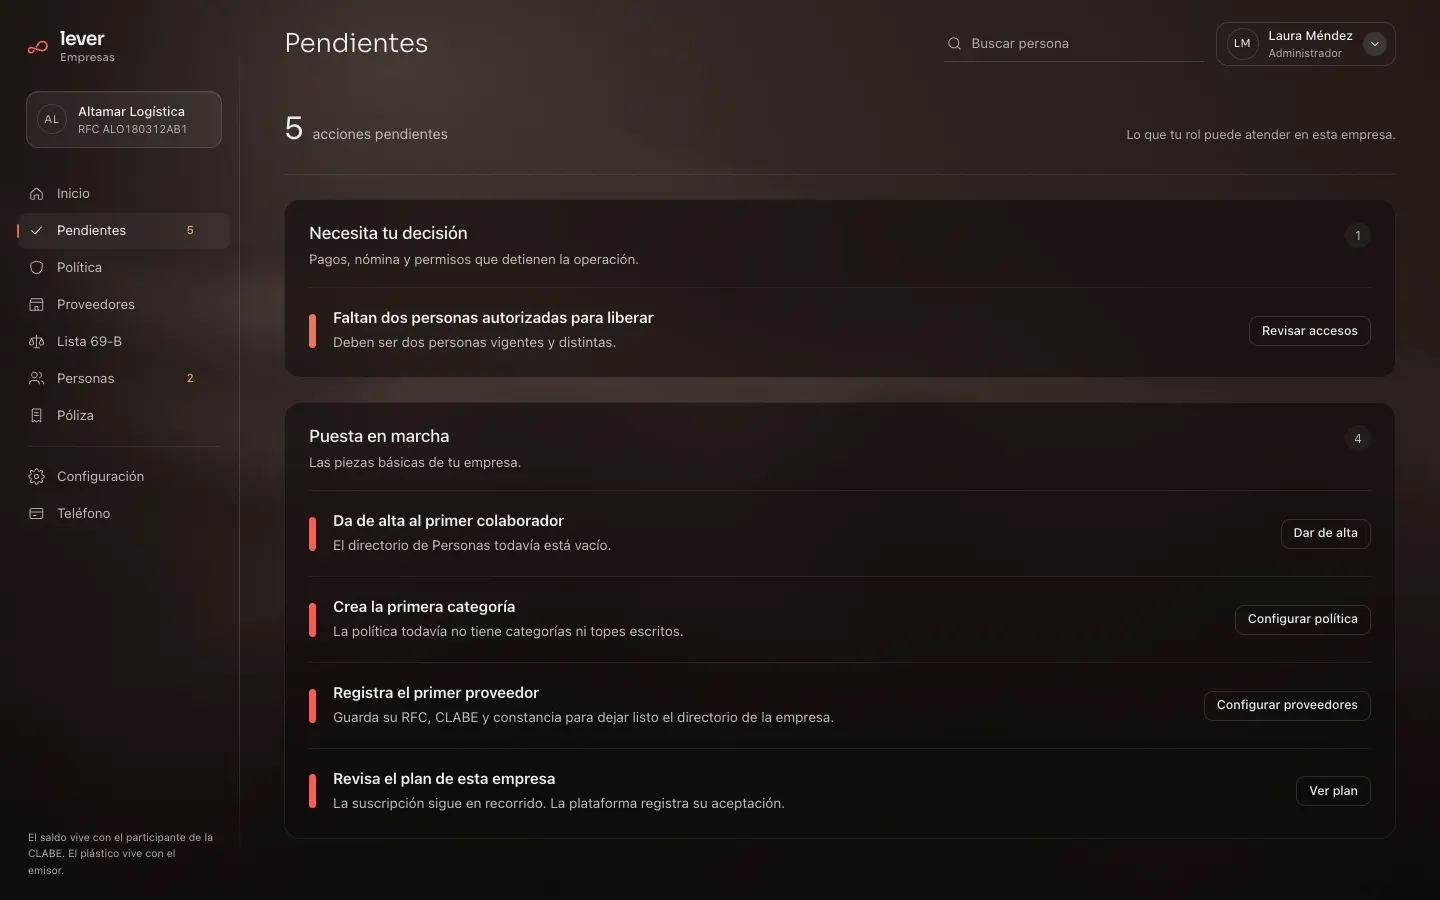 lever
Empresas
AL
Altamar Logística
RFC ALO180312AB1
Inicio
Pendientes 5
Política
Proveedores
Lista 69-B
Personas 2
Póliza
Configuración
Teléfono
El saldo vive con el participante de la
CLABE. El plástico vive con el
emisor.
Pendientes
Buscar persona
LM
Laura Méndez
Administrador
5 acciones pendientes
Lo que tu rol puede atender en esta empresa.
Necesita tu decisión
1
Pagos, nómina y permisos que detienen la operación.
Faltan dos personas autorizadas para liberar
Deben ser dos personas vigentes y distintas.
Revisar accesos
Puesta en marcha
4
Las piezas básicas de tu empresa.
Da de alta al primer colaborador
El directorio de Personas todavía está vacío.
Dar de alta
Crea la primera categoría
La política todavía no tiene categorías ni topes escritos.
Configurar política
Registra el primer proveedor
Guarda su RFC, CLABE y constancia para dejar listo el directorio de la empresa.
Configurar proveedores
Revisa el plan de esta empresa
La suscripción sigue en recorrido. La plataforma registra su aceptación.
Ver plan